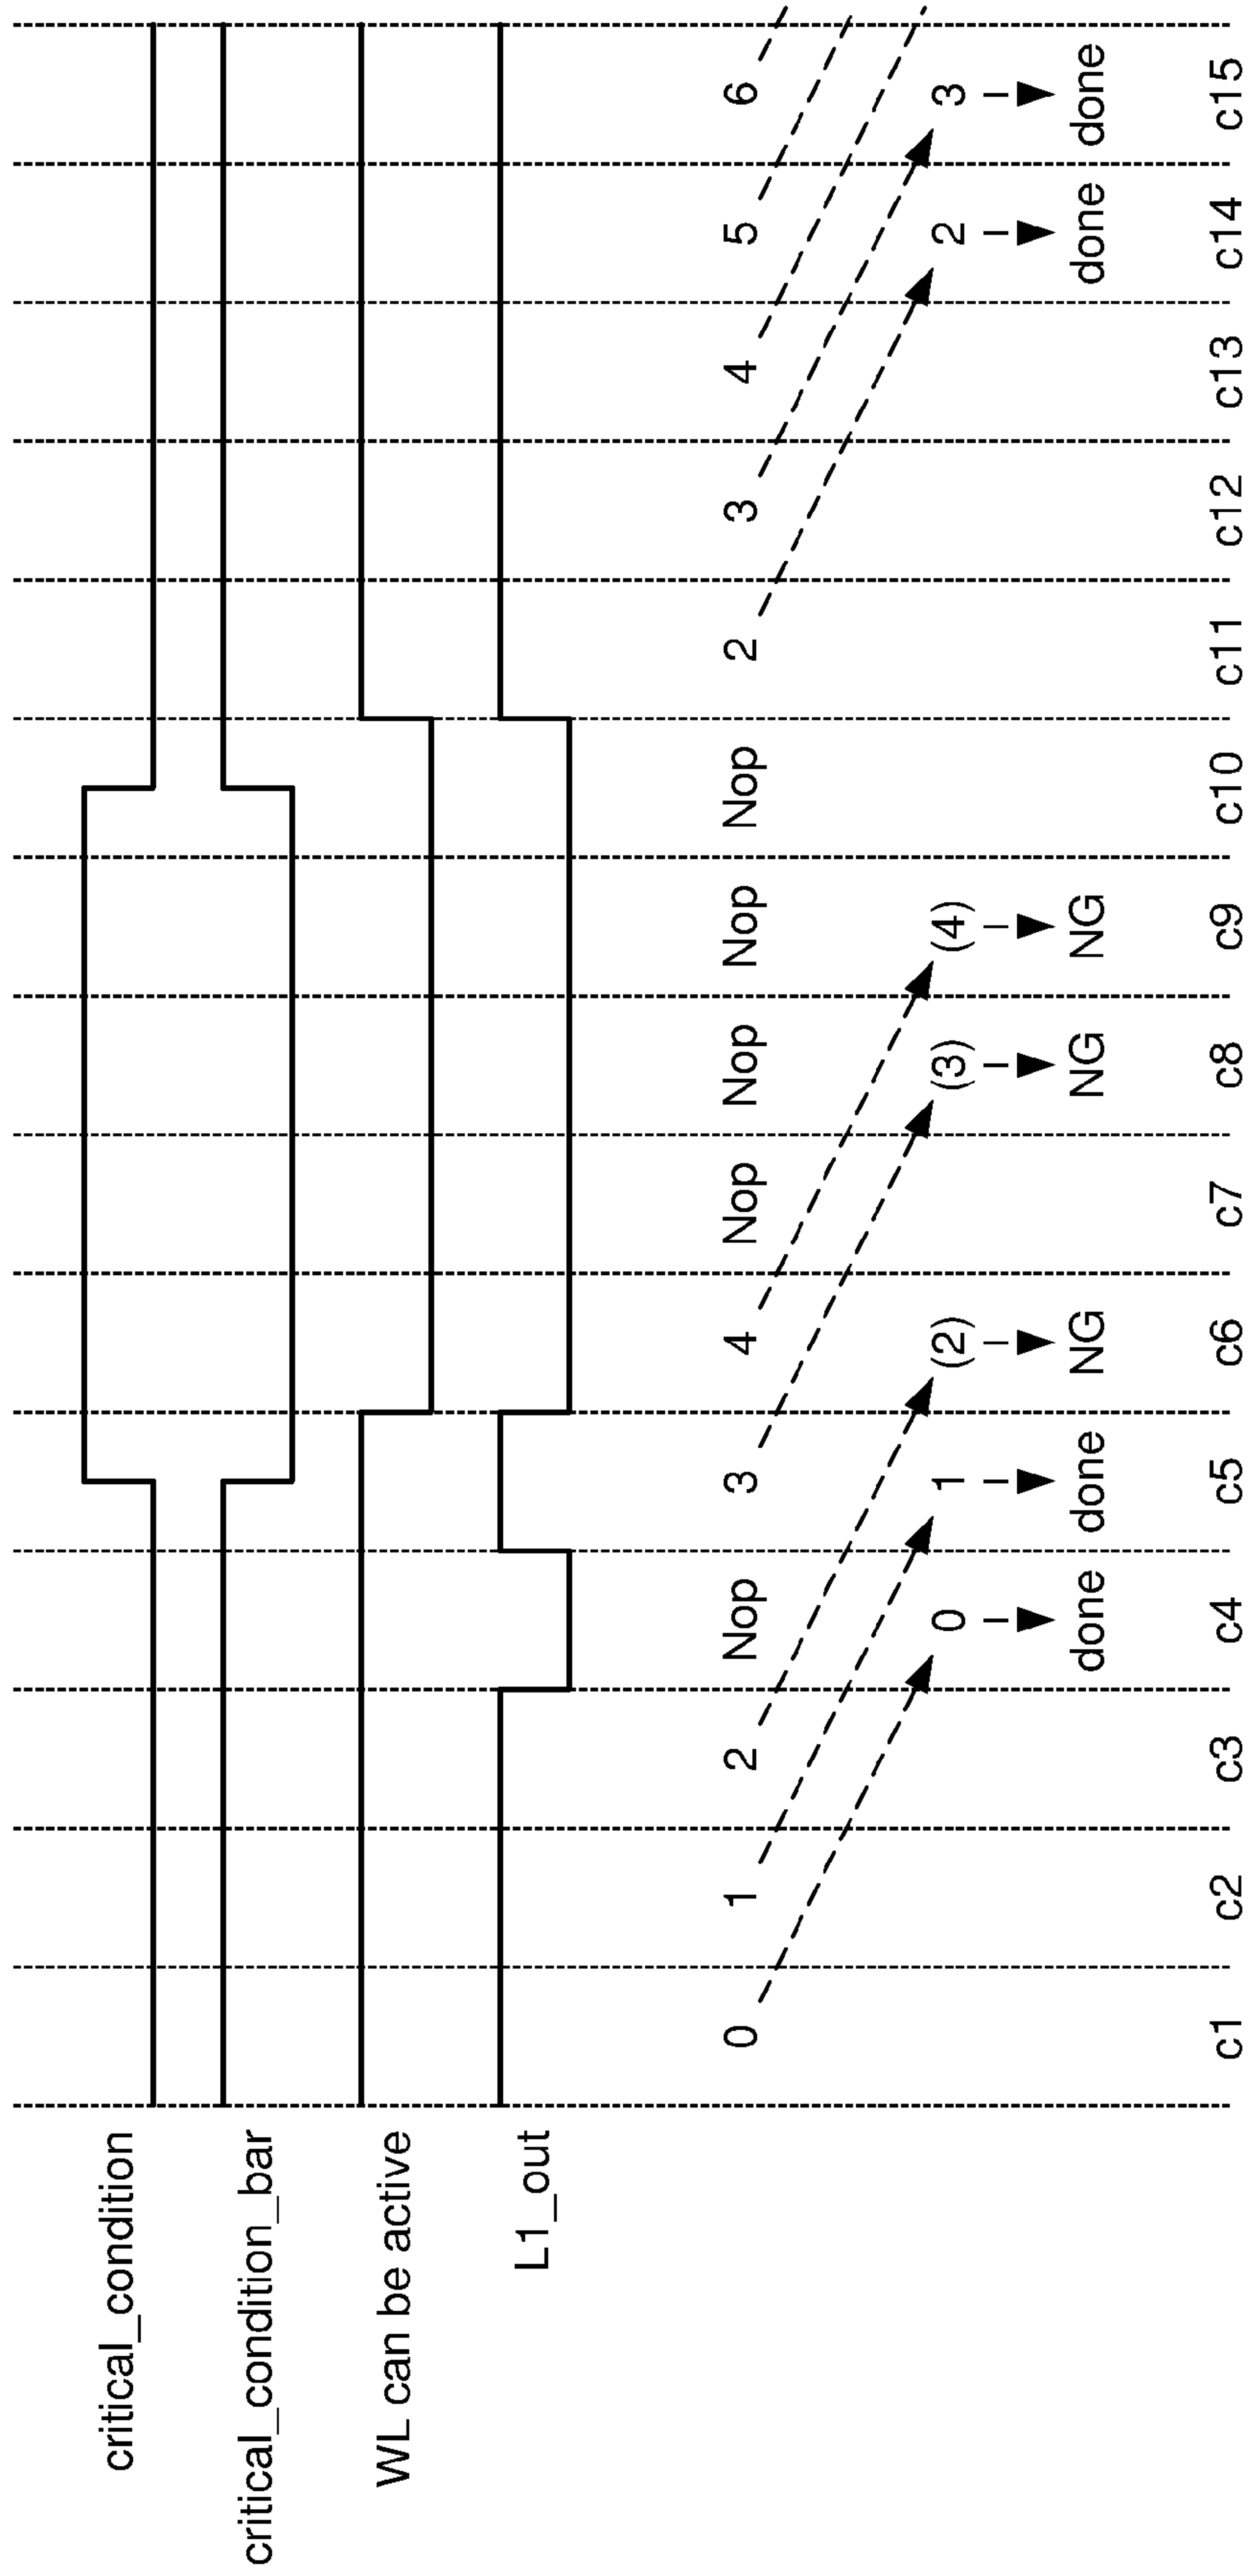 critical_condition
critical_condition_bar
WL can be active
L1_out
0 1 2 Nop 3 4 Nop Nop Nop Nop 2 3 4 5 6
0 1 (2) (3) (4) 2 3
done done NG NG NG done done
c1 c2 c3 c4 c5 c6 c7 c8 c9 c10 c11 c12 c13 c14 c15